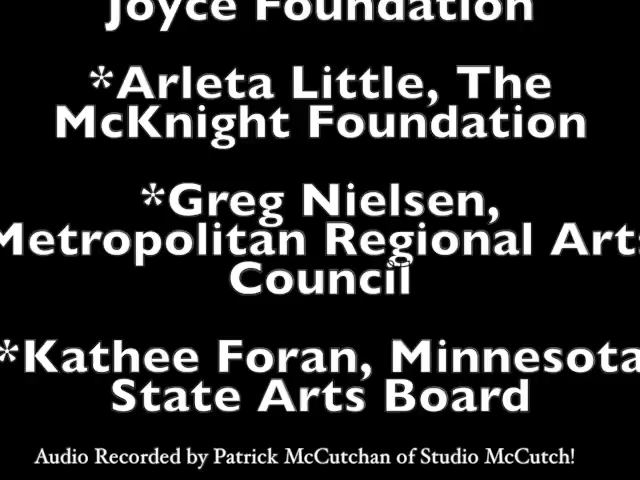 Joyce Foundation
*Arleta Little, The
McKnight Foundation
*Greg Nielsen,
Metropolitan Regional Arts
Council
*Kathee Foran, Minnesota
State Arts Board
Audio Recorded by Patrick McCutchan of Studio McCutch!